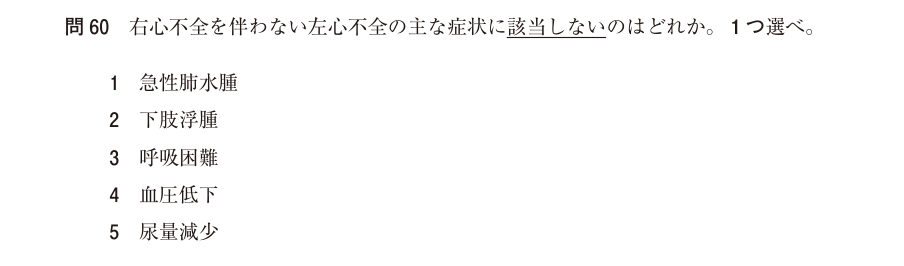 問60 右心不全を伴わない左心不全の主な症状に該当しないのはどれか。1つ選べ。
1 急性肺水腫
2 下肢浮腫
3 呼吸困難
4 血圧低下
5 尿量減少